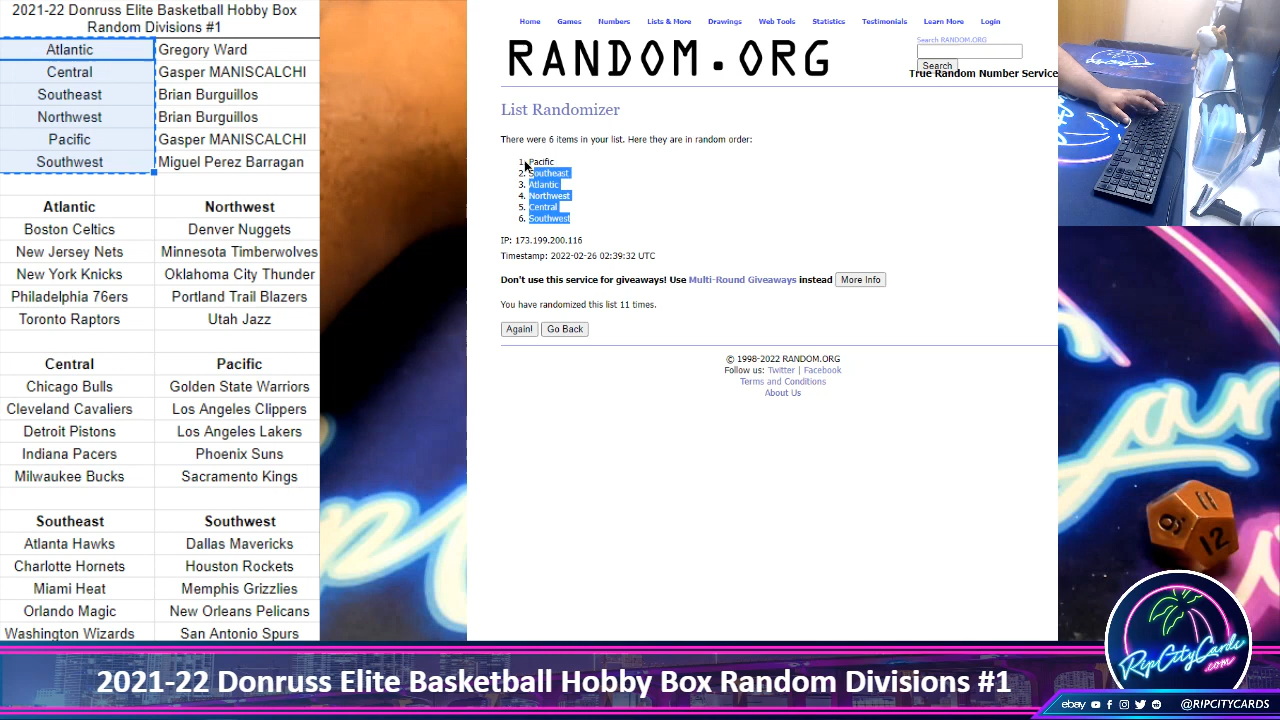 2021-22 Donruss Elite Basketball Hobby Box
Random Divisions #1
Atlantic Gregory Ward
Central Gasper MANISCALCHI
Southeast Brian Burguillos
Northwest Brian Burguillos
Pacific Gasper MANISCALCHI
Southwest Miguel Perez Barragan
Atlantic Northwest
Boston Celtics Denver Nuggets
New Jersey Nets Minnesota Timberwolves
New York Knicks Oklahoma City Thunder
Philadelphia 76ers Portland Trail Blazers
Toronto Raptors Utah Jazz
Central Pacific
Chicago Bulls Golden State Warriors
Cleveland Cavaliers Los Angeles Clippers
Detroit Pistons Los Angeles Lakers
Indiana Pacers Phoenix Suns
Milwaukee Bucks Sacramento Kings
Southeast Southwest
Atlanta Hawks Dallas Mavericks
Charlotte Hornets Houston Rockets
Miami Heat Memphis Grizzlies
Orlando Magic New Orleans Pelicans
Washington Wizards San Antonio Spurs
Home Games Numbers Lists & More Drawings Web Tools Statistics Testimonials Learn More Login
RANDOM.ORG
Search RANDOM.ORG
Search
True Random Number Service
List Randomizer
There were 6 items in your list. Here they are in random order:
1. Pacific
2. Southeast
3. Atlantic
4. Northwest
5. Central
6. Southwest
IP: 173.199.200.116
Timestamp: 2022-02-26 02:39:32 UTC
Don't use this service for giveaways! Use Multi-Round Giveaways instead More Info
You have randomized this list 11 times.
Again! Go Back
© 1998-2022 RANDOM.ORG
Follow us: Twitter | Facebook
Terms and Conditions
About Us
11
9
12
RipCityCards
.com
2021-22 Donruss Elite Basketball Hobby Box Random Divisions #1
ebay @RIPCITYCARDS